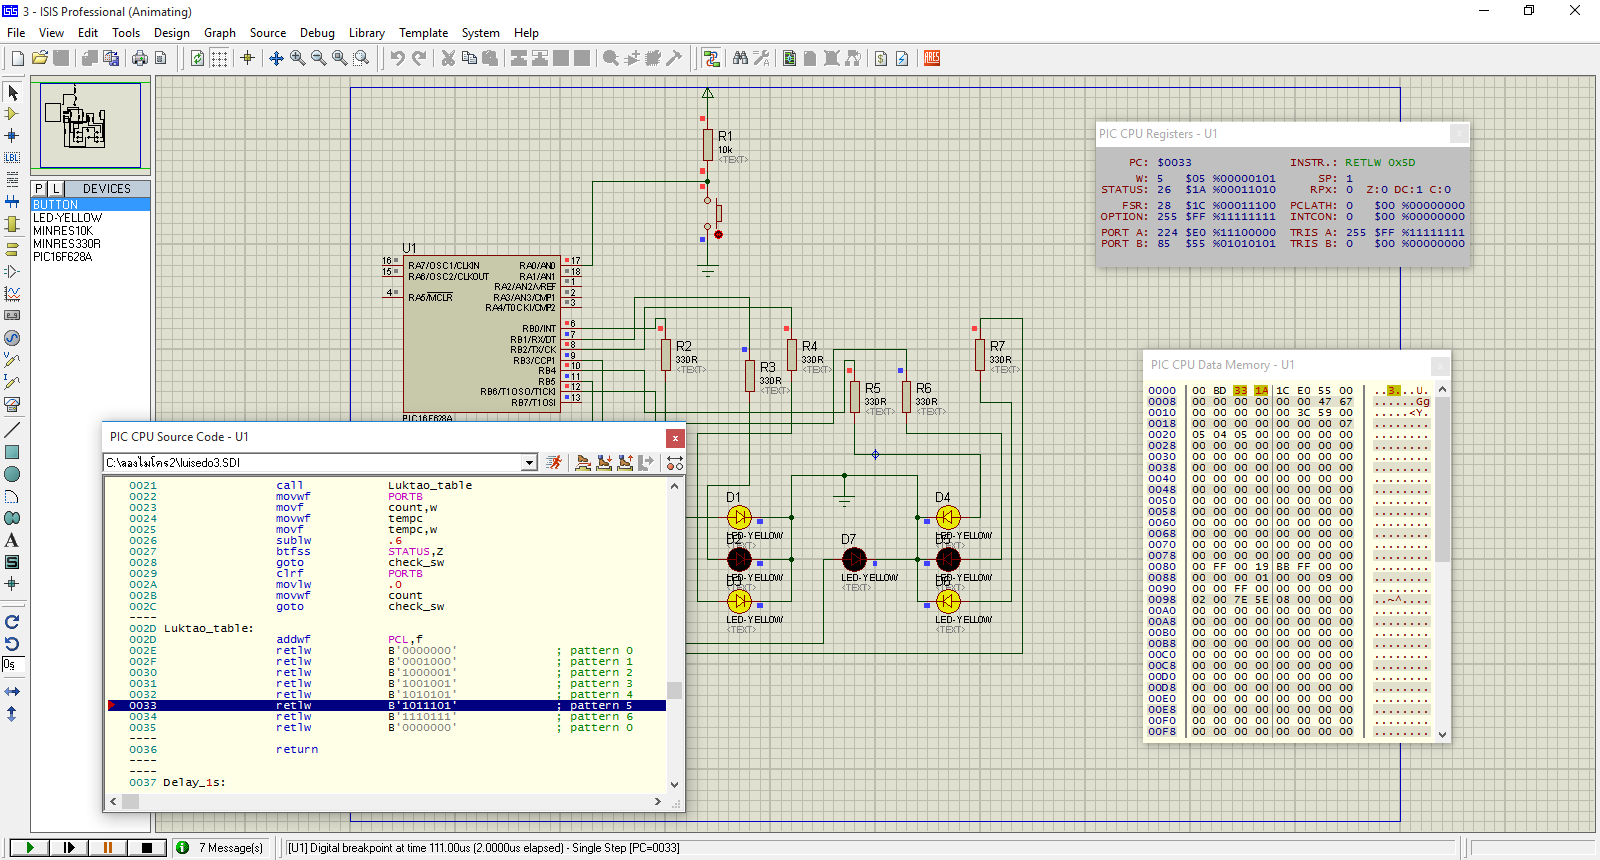 3 - ISIS Professional (Animating)
File View Edit Tools Design Graph Source Debug Library Template System Help
P L DEVICES
BUTTON
LED-YELLOW
MINRES10K
MINRES330R
PIC16F628A
R1
10k
<TEXT>
U1
16 RA7/OSC1/CLKIN RA0/AN0 17
15 RA6/OSC2/CLKOUT RA1/AN1 18
RA2/AN2/VREF 1
4 RA5/MCLR RA3/AN3/CMP1 2
RA4/T0CKI/CMP2 3
RB0/INT 6
RB1/RX/DT 7
RB2/TX/CK 8
RB3/CCP1 9
RB4 10
RB5 11
RB6/T1OSO/T1CKI 12
RB7/T1OSI 13
PIC16F628A
R2
330R
<TEXT>
R3
330R
<TEXT>
R4
330R
<TEXT>
R5
330R
<TEXT>
R6
330R
<TEXT>
R7
330R
<TEXT>
D1
LED-YELLOW
<TEXT>
D2
LED-YELLOW
<TEXT>
D3
LED-YELLOW
<TEXT>
D7
LED-YELLOW
<TEXT>
D4
LED-YELLOW
<TEXT>
D5
LED-YELLOW
<TEXT>
D6
LED-YELLOW
<TEXT>
PIC CPU Registers - U1
PC: $0033 INSTR.: RETLW 0x5D
W: 5 $05 %00000101 SP: 1
STATUS: 26 $1A %00011010 RPx: 0 Z:0 DC:1 C:0
FSR: 28 $1C %00011100 PCLATH: 0 $00 %00000000
OPTION: 255 $FF %11111111 INTCON: 0 $00 %00000000
PORT A: 224 $E0 %11100000 TRIS A: 255 $FF %11111111
PORT B: 85 $55 %01010101 TRIS B: 0 $00 %00000000
PIC CPU Data Memory - U1
0000 00 BD 33 1A 1C E0 55 00 ..3...U.
0008 00 00 00 00 00 00 47 67 ......Gg
0010 00 00 00 00 00 3C 59 00 .....<Y.
0018 00 00 00 00 00 00 00 07 ........
0020 05 04 05 00 00 00 00 00 ........
0028 00 00 00 00 00 00 00 00 ........
0030 00 00 00 00 00 00 00 00 ........
0038 00 00 00 00 00 00 00 00 ........
0040 00 00 00 00 00 00 00 00 ........
0048 00 00 00 00 00 00 00 00 ........
0050 00 00 00 00 00 00 00 00 ........
0058 00 00 00 00 00 00 00 00 ........
0060 00 00 00 00 00 00 00 00 ........
0068 00 00 00 00 00 00 00 00 ........
0070 00 00 00 00 00 00 00 00 ........
0078 00 00 00 00 00 00 00 00 ........
0080 00 FF 00 19 BB FF 00 00 ........
0088 00 00 00 01 00 00 09 00 ........
0090 00 00 FF 00 00 00 00 00 ........
0098 02 00 7E 5E 08 00 00 00 ..~^....
00A0 00 00 00 00 00 00 00 00 ........
00A8 00 00 00 00 00 00 00 00 ........
00B0 00 00 00 00 00 00 00 00 ........
00B8 00 00 00 00 00 00 00 00 ........
00C0 00 00 00 00 00 00 00 00 ........
00C8 00 00 00 00 00 00 00 00 ........
00D0 00 00 00 00 00 00 00 00 ........
00D8 00 00 00 00 00 00 00 00 ........
00E0 00 00 00 00 00 00 00 00 ........
00E8 00 00 00 00 00 00 00 00 ........
00F0 00 00 00 00 00 00 00 00 ........
00F8 00 00 00 00 00 00 00 00 ........
PIC CPU Source Code - U1
C:\ลองไมโคร2\luisedo3.SDI
0021 call Luktao_table
0022 movwf PORTB
0023 movf count,w
0024 movwf tempc
0025 movf tempc,w
0026 sublw .6
0027 btfss STATUS,Z
0028 goto check_sw
0029 clrf PORTB
002A movlw .0
002B movwf count
002C goto check_sw
----
002D Luktao_table:
002D addwf PCL,f
002E retlw B'0000000' ; pattern 0
002F retlw B'0001000' ; pattern 1
0030 retlw B'1000001' ; pattern 2
0031 retlw B'1001001' ; pattern 3
0032 retlw B'1010101' ; pattern 4
0033 retlw B'1011101' ; pattern 5
0034 retlw B'1110111' ; pattern 6
0035 retlw B'0000000' ; pattern 0
----
0036 return
----
----
0037 Delay_1s:
7 Message(s)
[U1] Digital breakpoint at time 111.00us (2.0000us elapsed) - Single Step [PC=0033]